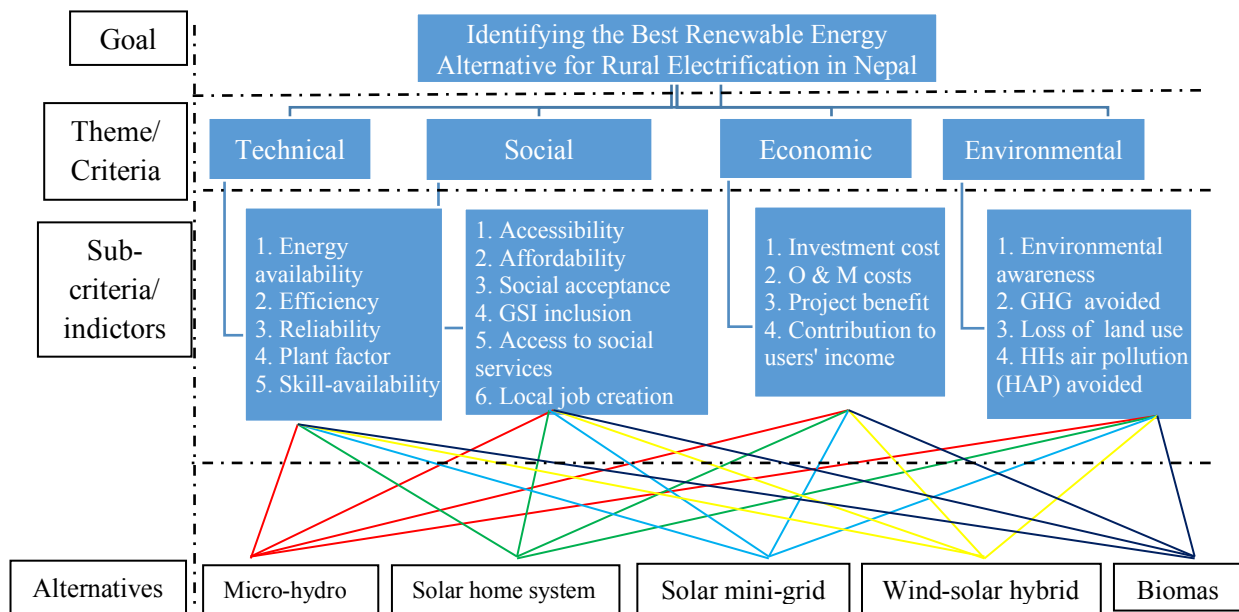 Goal
Identifying the Best Renewable Energy
Alternative for Rural Electrification in Nepal
Theme/
Criteria
Technical
Social
Economic
Environmental
Sub-
criteria/
indictors
1. Energy
availability
2. Efficiency
3. Reliability
4. Plant factor
5. Skill-availability
1. Accessibility
2. Affordability
3. Social acceptance
4. GSI inclusion
5. Access to social
services
6. Local job creation
1. Investment cost
2. O & M costs
3. Project benefit
4. Contribution to
users' income
1. Environmental
awareness
2. GHG avoided
3. Loss of land use
4. HHs air pollution
(HAP) avoided
Alternatives
Micro-hydro
Solar home system
Solar mini-grid
Wind-solar hybrid
Biomas